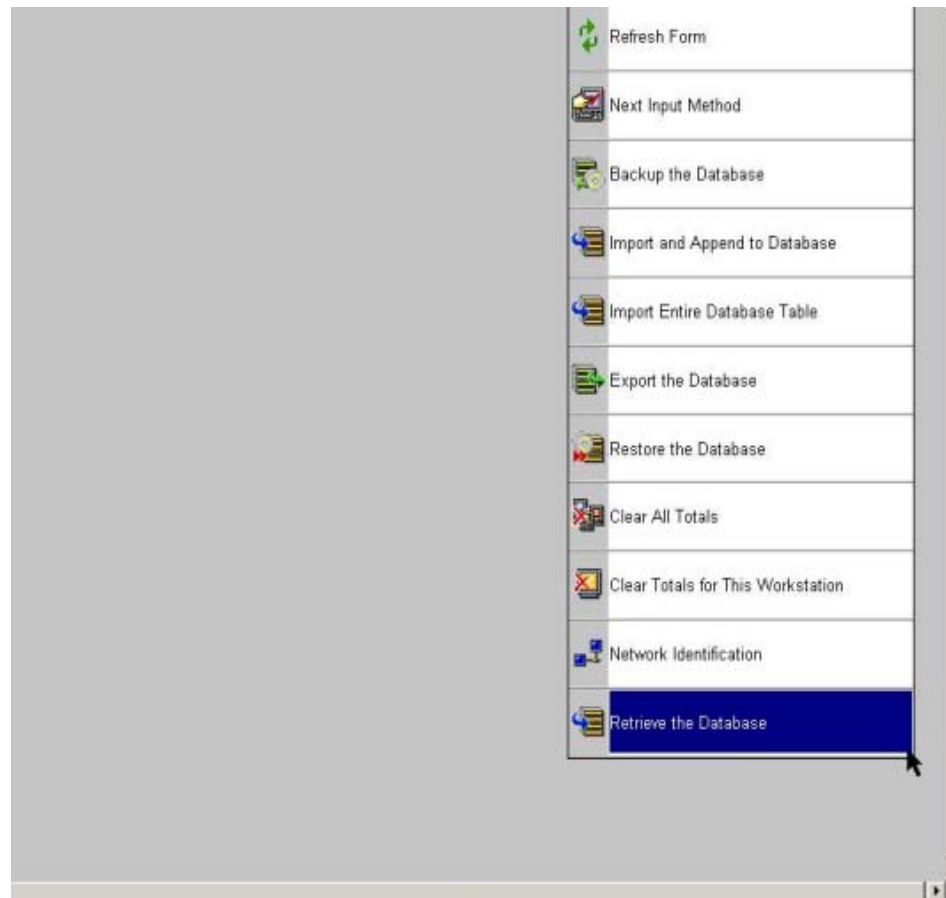 Refresh Form
Next Input Method
Backup the Database
Import and Append to Database
Import Entire Database Table
Export the Database
Restore the Database
Clear All Totals
Clear Totals for This Workstation
Network Identification
Retrieve the Database